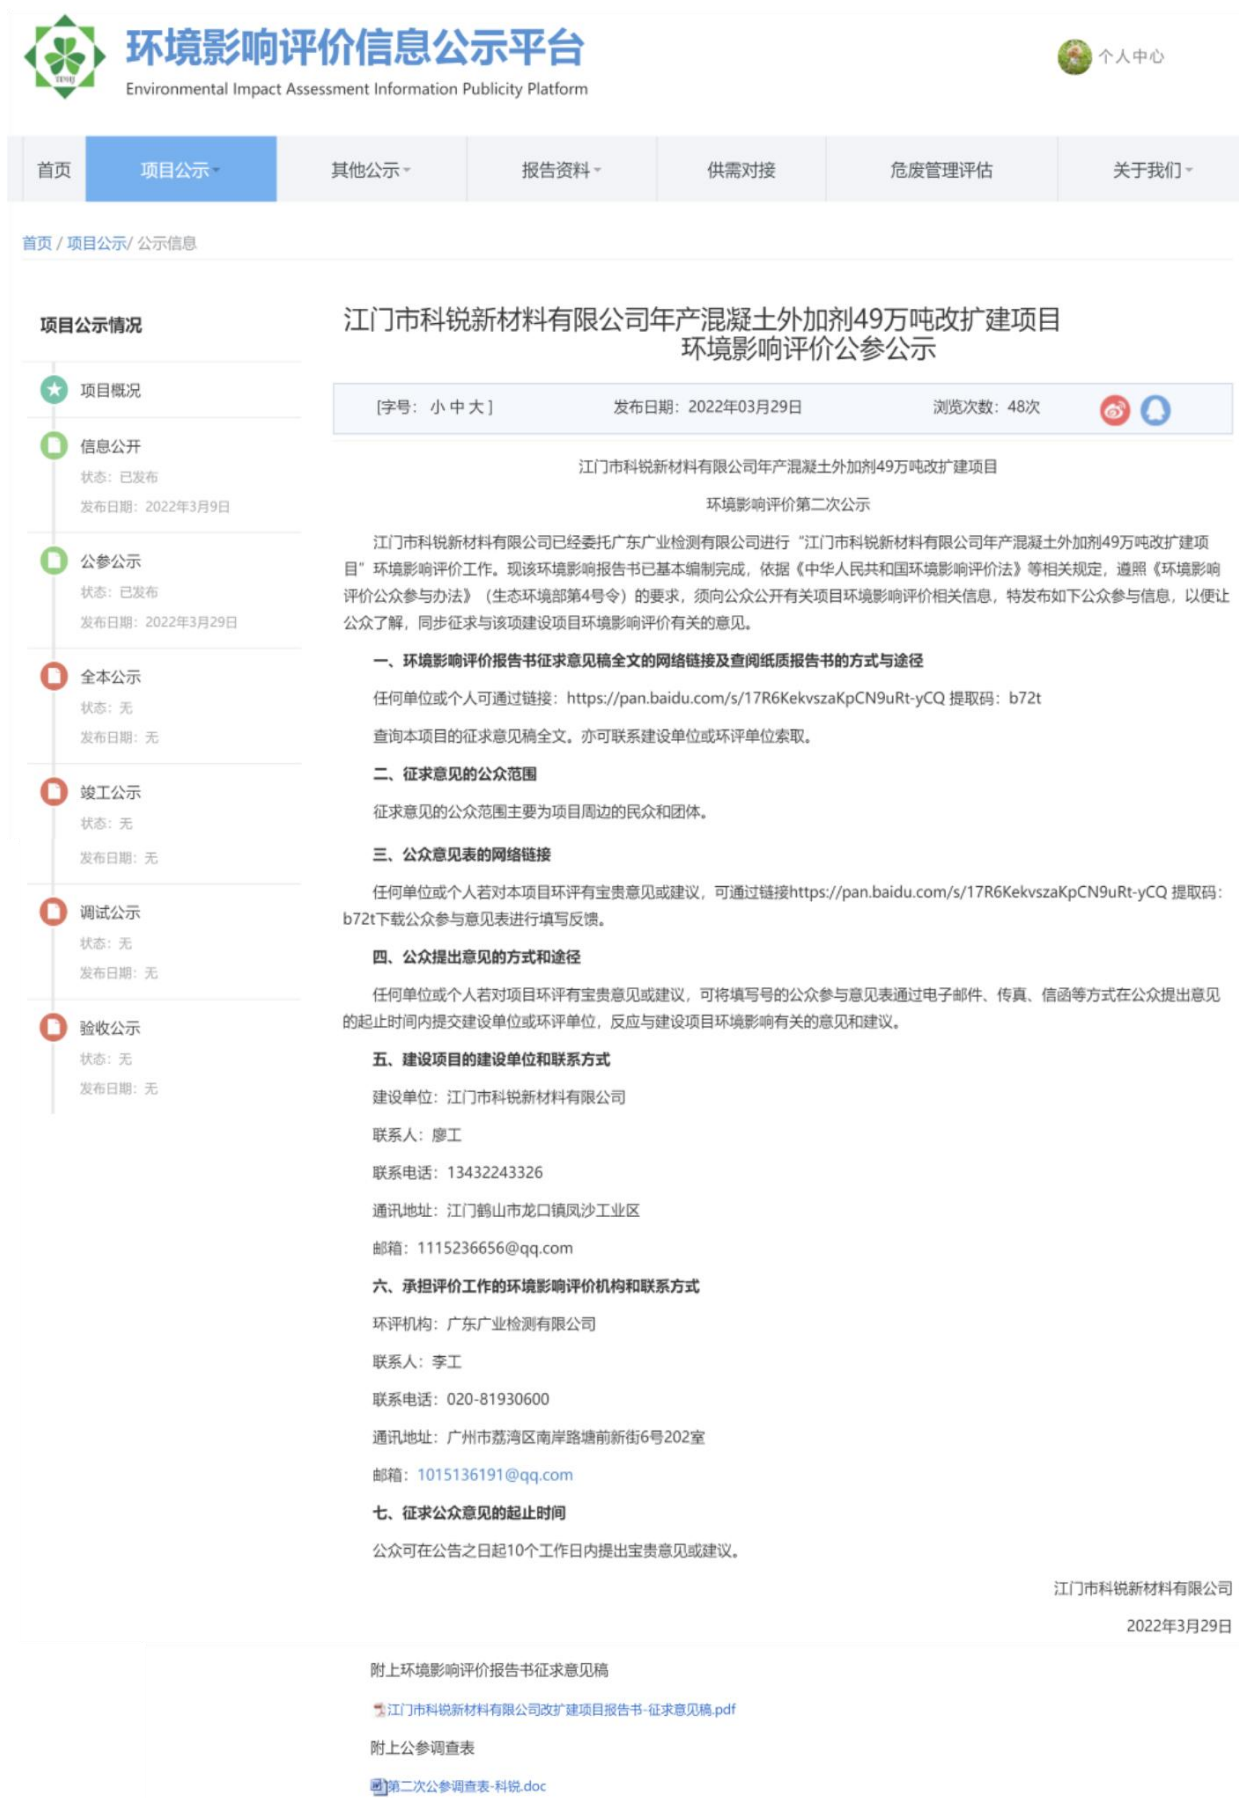 环境影响评价信息公示平台
Environmental Impact Assessment Information Publicity Platform
个人中心
首页 项目公示 其他公示 报告资料 供需对接 危废管理评估 关于我们
首页 / 项目公示/ 公示信息
项目公示情况
项目概况
信息公开
状态：已发布
发布日期：2022年3月9日
公参公示
状态：已发布
发布日期：2022年3月29日
全本公示
状态：无
发布日期：无
竣工公示
状态：无
发布日期：无
调试公示
状态：无
发布日期：无
验收公示
状态：无
发布日期：无
江门市科锐新材料有限公司年产混凝土外加剂49万吨改扩建项目
环境影响评价公参公示
[字号： 小 中 大] 发布日期：2022年03月29日 浏览次数：48次
江门市科锐新材料有限公司年产混凝土外加剂49万吨改扩建项目
环境影响评价第二次公示
江门市科锐新材料有限公司已经委托广东广业检测有限公司进行“江门市科锐新材料有限公司年产混凝土外加剂49万吨改扩建项
目”环境影响评价工作。现该环境影响报告书已基本编制完成，依据《中华人民共和国环境影响评价法》等相关规定，遵照《环境影响
评价公众参与办法》（生态环境部第4号令）的要求，须向公众公开有关项目环境影响评价相关信息，特发布如下公众参与信息，以便让
公众了解，同步征求与该项建设项目环境影响评价有关的意见。
一、环境影响评价报告书征求意见稿全文的网络链接及查阅纸质报告书的方式与途径
任何单位或个人可通过链接：https://pan.baidu.com/s/17R6KekvszaKpCN9uRt-yCQ 提取码：b72t
查询本项目的征求意见稿全文。亦可联系建设单位或环评单位索取。
二、征求意见的公众范围
征求意见的公众范围主要为项目周边的民众和团体。
三、公众意见表的网络链接
任何单位或个人若对本项目环评有宝贵意见或建议，可通过链接https://pan.baidu.com/s/17R6KekvszaKpCN9uRt-yCQ 提取码：
b72t下载公众参与意见表进行填写反馈。
四、公众提出意见的方式和途径
任何单位或个人若对项目环评有宝贵意见或建议，可将填写号的公众参与意见表通过电子邮件、传真、信函等方式在公众提出意见
的起止时间内提交建设单位或环评单位，反应与建设项目环境影响有关的意见和建议。
五、建设项目的建设单位和联系方式
建设单位：江门市科锐新材料有限公司
联系人：廖工
联系电话：13432243326
通讯地址：江门鹤山市龙口镇凤沙工业区
邮箱：1115236656@qq.com
六、承担评价工作的环境影响评价机构和联系方式
环评机构：广东广业检测有限公司
联系人：李工
联系电话：020-81930600
通讯地址：广州市荔湾区南岸路塘前新街6号202室
邮箱：1015136191@qq.com
七、征求公众意见的起止时间
公众可在公告之日起10个工作日内提出宝贵意见或建议。
江门市科锐新材料有限公司
2022年3月29日
附上环境影响评价报告书征求意见稿
江门市科锐新材料有限公司改扩建项目报告书-征求意见稿.pdf
附上公参调查表
第二次公参调查表-科锐.doc